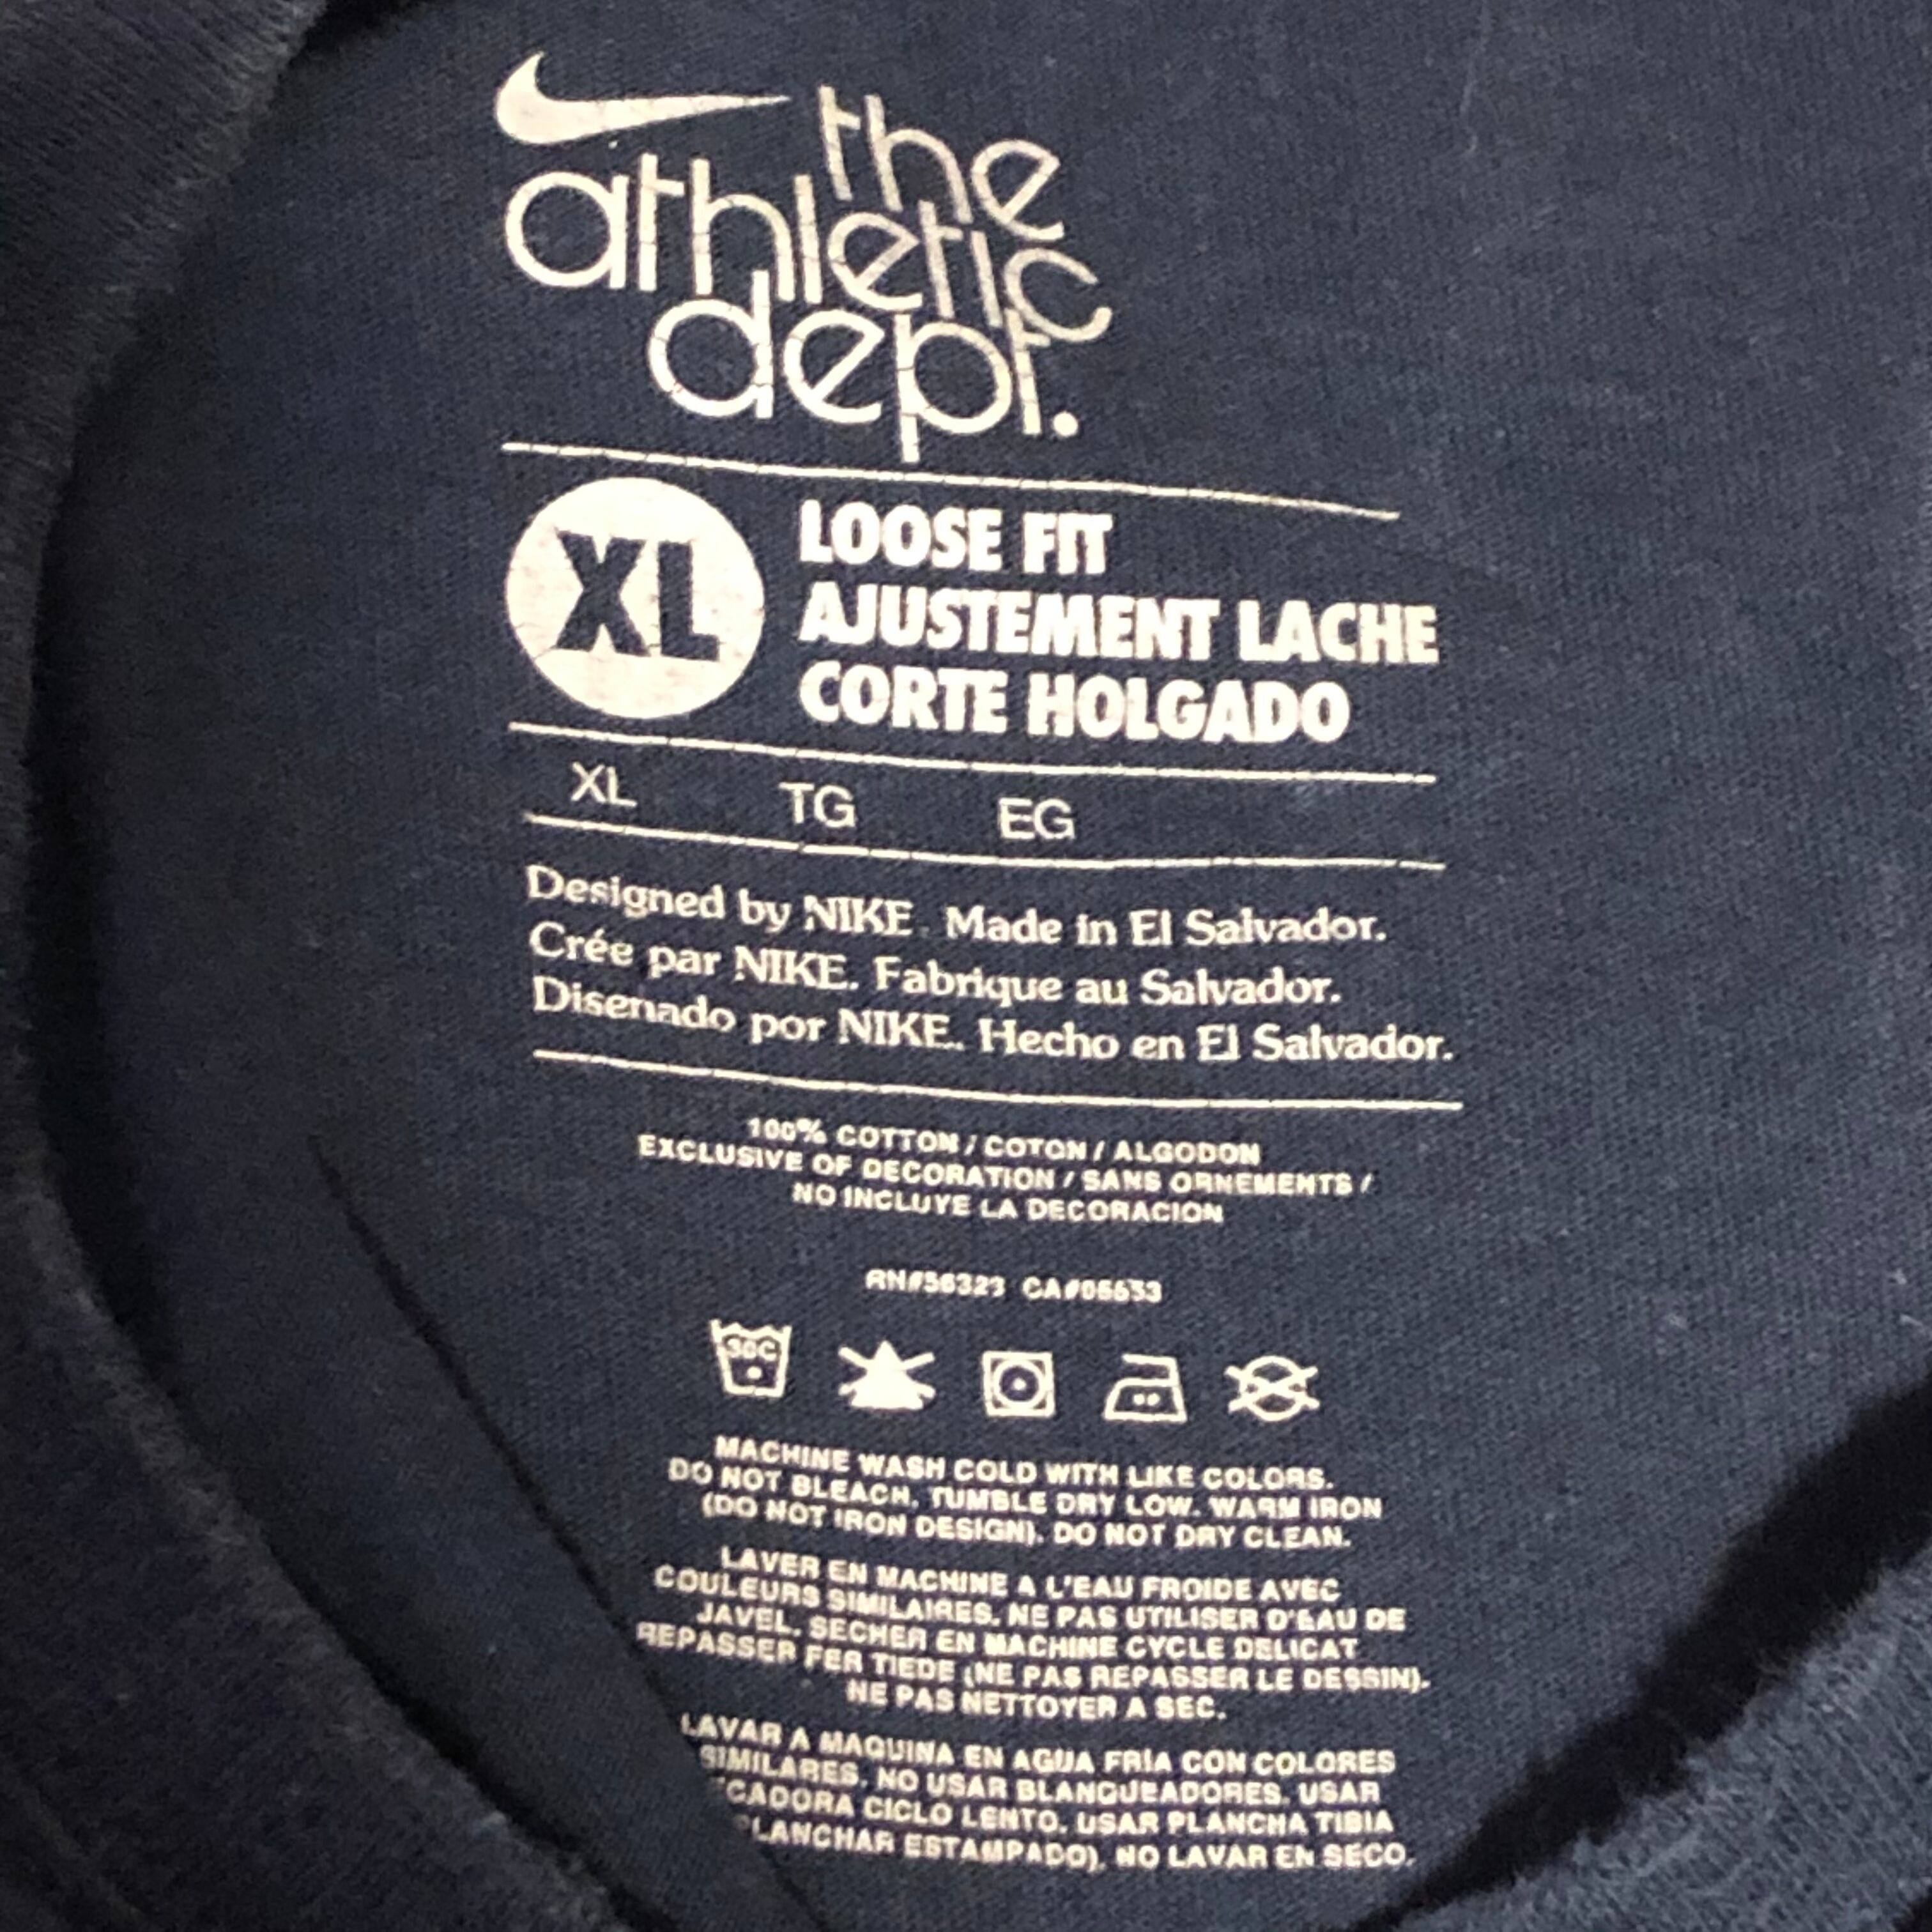 the
athletic
dept.
XL
LOOSE FIT
AJUSTEMENT LACHE
CORTE HOLGADO
XL TG EG
Designed by NIKE. Made in El Salvador.
Crée par NIKE. Fabrique au Salvador.
Disenado por NIKE. Hecho en El Salvador.
100% COTTON / COTON / ALGODON
EXCLUSIVE OF DECORATION / SANS ORNEMENTS /
NO INCLUYE LA DECORACION
RN#56323 CA#05553
30C
MACHINE WASH COLD WITH LIKE COLORS.
DO NOT BLEACH. TUMBLE DRY LOW. WARM IRON
(DO NOT IRON DESIGN). DO NOT DRY CLEAN.
LAVER EN MACHINE A L'EAU FROIDE AVEC
COULEURS SIMILAIRES. NE PAS UTILISER D'EAU DE
JAVEL. SECHER EN MACHINE CYCLE DELICAT
REPASSER FER TIEDE (NE PAS REPASSER LE DESSIN).
NE PAS NETTOYER A SEC.
LAVAR A MAQUINA EN AGUA FRIA CON COLORES
SIMILARES. NO USAR BLANQUEADORES. USAR
CADORA CICLO LENTO. USAR PLANCHA TIBIA
PLANCHAR ESTAMPADO). NO LAVAR EN SECO.